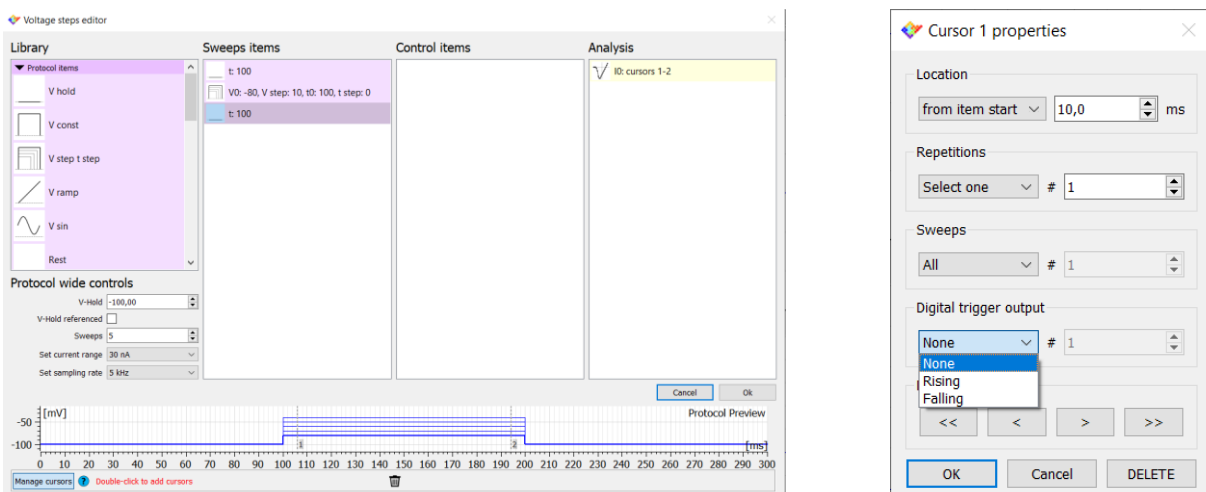 Voltage steps editor
Library
Sweeps items
Control items
Analysis
Protocol items
V hold
V const
V step t step
V ramp
V sin
Rest
t: 100
V0: -80, V step: 10, t0: 100, t step: 0
t: 100
I0: cursors 1-2
Protocol wide controls
V-Hold -100,00
V-Hold referenced
Sweeps 5
Set current range 30 nA
Set sampling rate 5 kHz
Cancel Ok
[mV] Protocol Preview
-50
-100 1 2 [ms]
0 10 20 30 40 50 60 70 80 90 100 110 120 130 140 150 160 170 180 190 200 210 220 230 240 250 260 270 280 290 300
Manage cursors ? Double-click to add cursors
Cursor 1 properties
Location
from item start 10,0 ms
Repetitions
Select one # 1
Sweeps
All # 1
Digital trigger output
None # 1
None
Rising
Falling
<< < > >>
OK Cancel DELETE